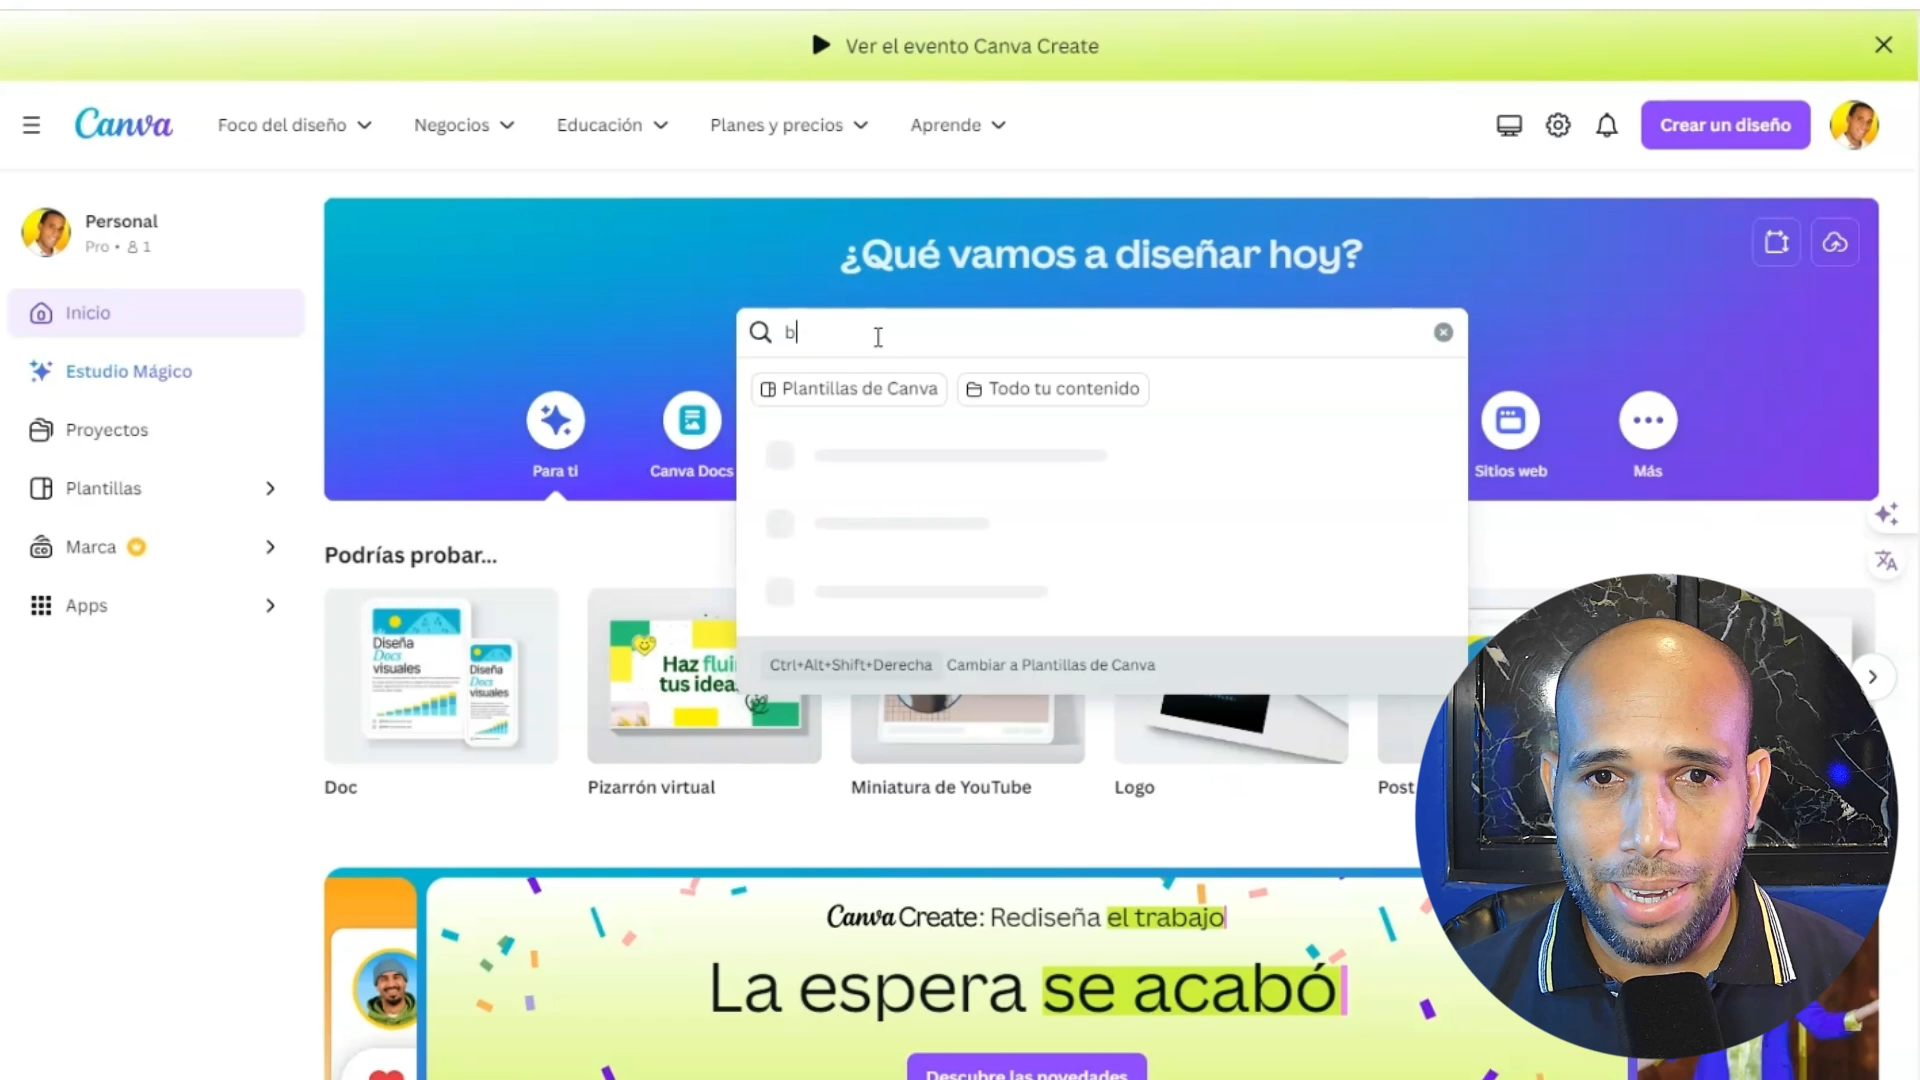 Ver el evento Canva Create
Canva
Foco del diseño
Negocios
Educación
Planes y precios
Aprende
Crear un diseño
Personal
Pro • 1
Inicio
Estudio Mágico
Proyectos
Plantillas
Marca
Apps
¿Qué vamos a diseñar hoy?
b
Plantillas de Canva
Todo tu contenido
Para ti
Canva Docs
Sitios web
Más
Ctrl+Alt+Shift+Derecha Cambiar a Plantillas de Canva
Podrías probar...
Diseña
Docs
visuales
Diseña
Docs
visuales
Haz flui
tus idea
Doc
Pizarrón virtual
Miniatura de YouTube
Logo
Post
Canva Create: Rediseña el trabajo
La espera se acabó
Descubre las novedades